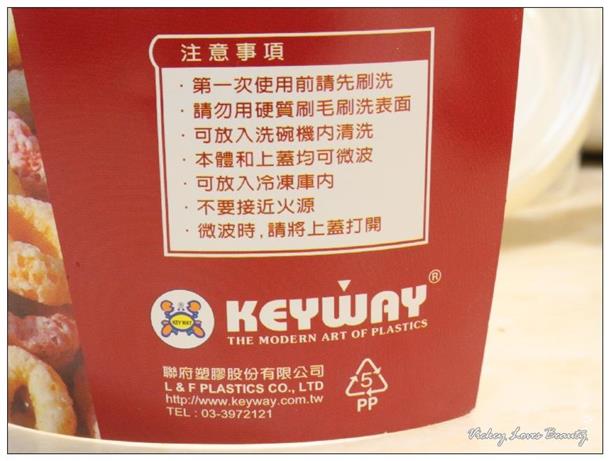 注意事項
· 第一次使用前請先刷洗
· 請勿用硬質刷毛刷洗表面
· 可放入洗碗機內清洗
· 本體和上蓋均可微波
· 可放入冷凍庫內
· 不要接近火源
· 微波時,請將上蓋打開
KEY WAY
KEYWAY®
THE MODERN ART OF PLASTICS
聯府塑膠股份有限公司
L & F PLASTICS CO., LTD
http://www.keyway.com.tw
TEL : 03-3972121
5
PP
Vickey Loves Beauty